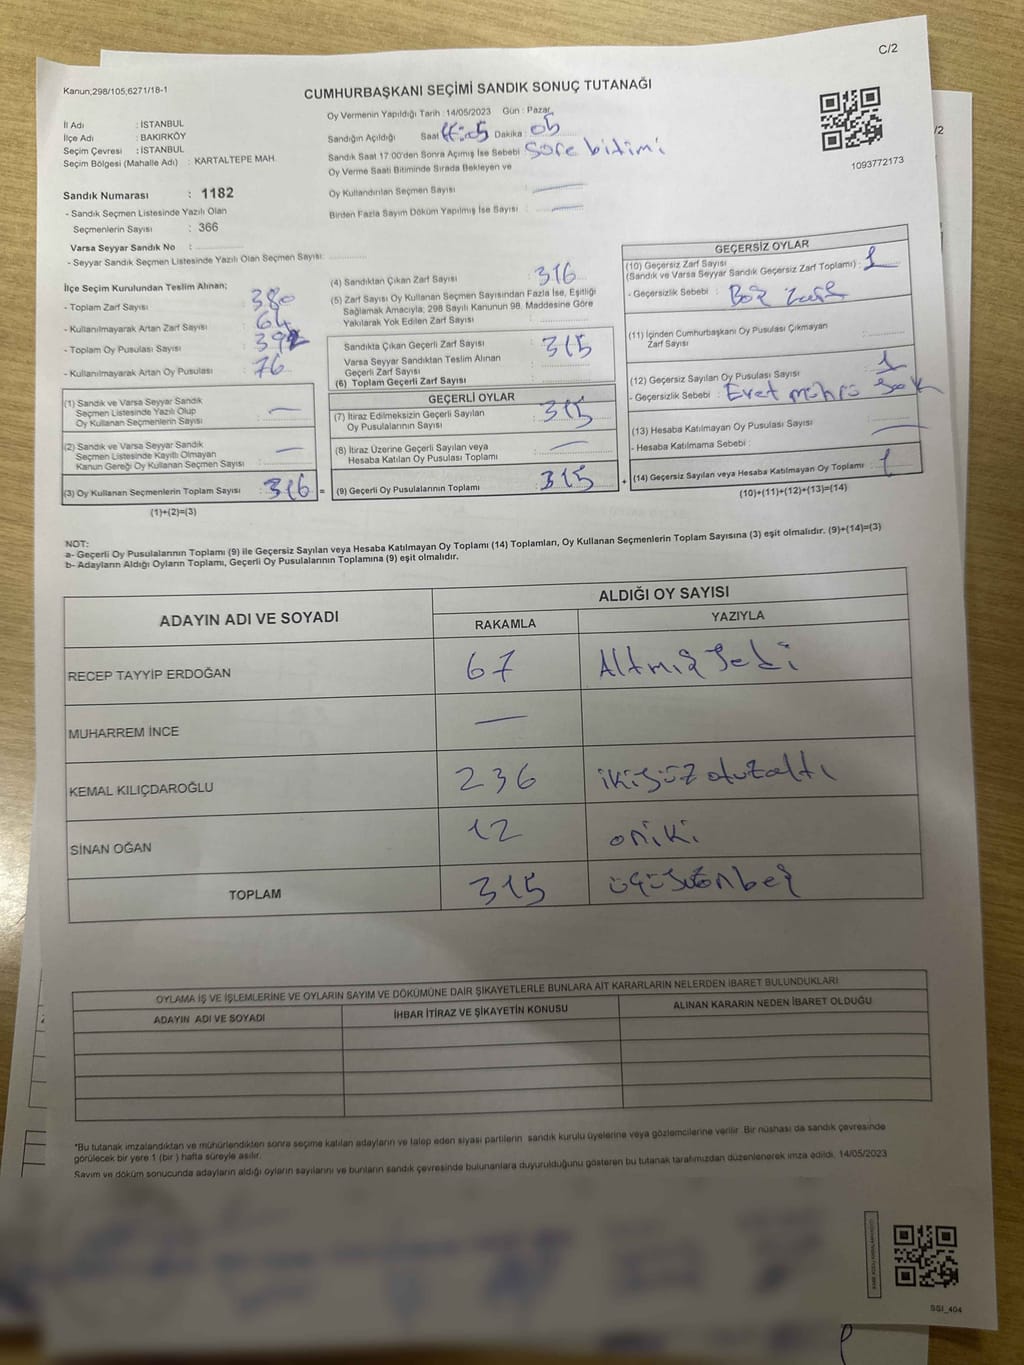 C/2
Kanun;298/105;6271/18-1
CUMHURBAŞKANI SEÇİMİ SANDIK SONUÇ TUTANAĞI
İl Adı : İSTANBUL
İlçe Adı : BAKIRKÖY
Seçim Çevresi : İSTANBUL
Seçim Bölgesi (Mahalle Adı) : KARTALTEPE MAH.
Sandık Numarası : 1182
- Sandık Seçmen Listesinde Yazılı Olan
Seçmenlerin Sayısı : 366
Varsa Seyyar Sandık No :
- Seyyar Sandık Seçmen Listesinde Yazılı Olan Seçmen Sayısı:
Oy Vermenin Yapıldığı Tarih : 14/05/2023 Gün : Pazar
Sandığın Açıldığı Saat Dakika : 05
Sandık Saat 17:00'den Sonra Açımış İse Sebebi Süre bitimi
Oy Verme Saati Bitiminde Sırada Bekleyen ve
Oy Kullandırılan Seçmen Sayısı —
Birden Fazla Sayım Döküm Yapılmış İse Sayısı —
1093772173
/2
İlçe Seçim Kurulundan Teslim Alınan;
- Toplam Zarf Sayısı : 380
- Kullanılmayarak Artan Zarf Sayısı : 64
- Toplam Oy Pusulası Sayısı : 392
- Kullanılmayarak Artan Oy Pusulası : 76
(1) Sandık ve Varsa Seyyar Sandık
Seçmen Listesinde Yazılı Olup
Oy Kullanan Seçmenlerin Sayısı : —
(2) Sandık ve Varsa Seyyar Sandık
Seçmen Listesinde Kayıtlı Olmayan
Kanun Gereği Oy Kullanan Seçmen Sayısı : —
(3) Oy Kullanan Seçmenlerin Toplam Sayısı : 316 =
(1)+(2)=(3)
(4) Sandıktan Çıkan Zarf Sayısı : 316
(5) Zarf Sayısı Oy Kullanan Seçmen Sayısından Fazla İse, Eşitliği
Sağlamak Amacıyla; 298 Sayılı Kanunun 98. Maddesine Göre
Yakılarak Yok Edilen Zarf Sayısı :
Sandıkta Çıkan Geçerli Zarf Sayısı : 315
Varsa Seyyar Sandıktan Teslim Alınan
Geçerli Zarf Sayısı :
(6) Toplam Geçerli Zarf Sayısı :
GEÇERLİ OYLAR
(7) İtiraz Edilmeksizin Geçerli Sayılan
Oy Pusulalarının Sayısı : 315
(8) İtiraz Üzerine Geçerli Sayılan veya
Hesaba Katılan Oy Pusulası Toplamı : —
(9) Geçerli Oy Pusulalarının Toplamı : 315 +
GEÇERSİZ OYLAR
(10) Geçersiz Zarf Sayısı
(Sandık ve Varsa Seyyar Sandık Geçersiz Zarf Toplamı) : 1
- Geçersizlik Sebebi : Boş Zarf
(11) İçinden Cumhurbaşkanı Oy Pusulası Çıkmayan
Zarf Sayısı :
(12) Geçersiz Sayılan Oy Pusulası Sayısı : 1
- Geçersizlik Sebebi : Evet mührü yok
(13) Hesaba Katılmayan Oy Pusulası Sayısı : —
- Hesaba Katılmama Sebebi :
(14) Geçersiz Sayılan veya Hesaba Katılmayan Oy Toplamı : 1
(10)+(11)+(12)+(13)=(14)
NOT:
a- Geçerli Oy Pusulalarının Toplamı (9) ile Geçersiz Sayılan veya Hesaba Katılmayan Oy Toplamı (14) Toplamları, Oy Kullanan Seçmenlerin Toplam Sayısına (3) eşit olmalıdır. (9)+(14)=(3)
b- Adayların Aldığı Oyların Toplamı, Geçerli Oy Pusulalarının Toplamına (9) eşit olmalıdır.
ADAYIN ADI VE SOYADI ALDIĞI OY SAYISI
RAKAMLA YAZIYLA
RECEP TAYYİP ERDOĞAN 67 Altmış yedi
MUHARREM İNCE —
KEMAL KILIÇDAROĞLU 236 ikiyüz otuzaltı
SİNAN OĞAN 12 oniki
TOPLAM 315 üçyüzonbeş
OYLAMA İŞ VE İŞLEMLERİNE VE OYLARIN SAYIM VE DÖKÜMÜNE DAİR ŞİKAYETLERLE BUNLARA AİT KARARLARIN NELERDEN İBARET BULUNDUKLARI
ADAYIN ADI VE SOYADI İHBAR İTİRAZ VE ŞİKAYETİN KONUSU ALINAN KARARIN NEDEN İBARET OLDUĞU
*Bu tutanak imzalandıktan ve mühürlendikten sonra seçime katılan adayların ve talep eden siyasi partilerin sandık kurulu üyelerine veya gözlemcilerine verilir. Bir nüshası da sandık çevresinde
görülecek bir yere 1 (bir) hafta süreyle asılır.
Sayım ve döküm sonucunda adayların aldığı oyların sayılarını ve bunların sandık çevresinde bulunanlara duyurulduğunu gösteren bu tutanak tarafımızdan düzenlenerek imza edildi. 14/05/2023
SSI_404